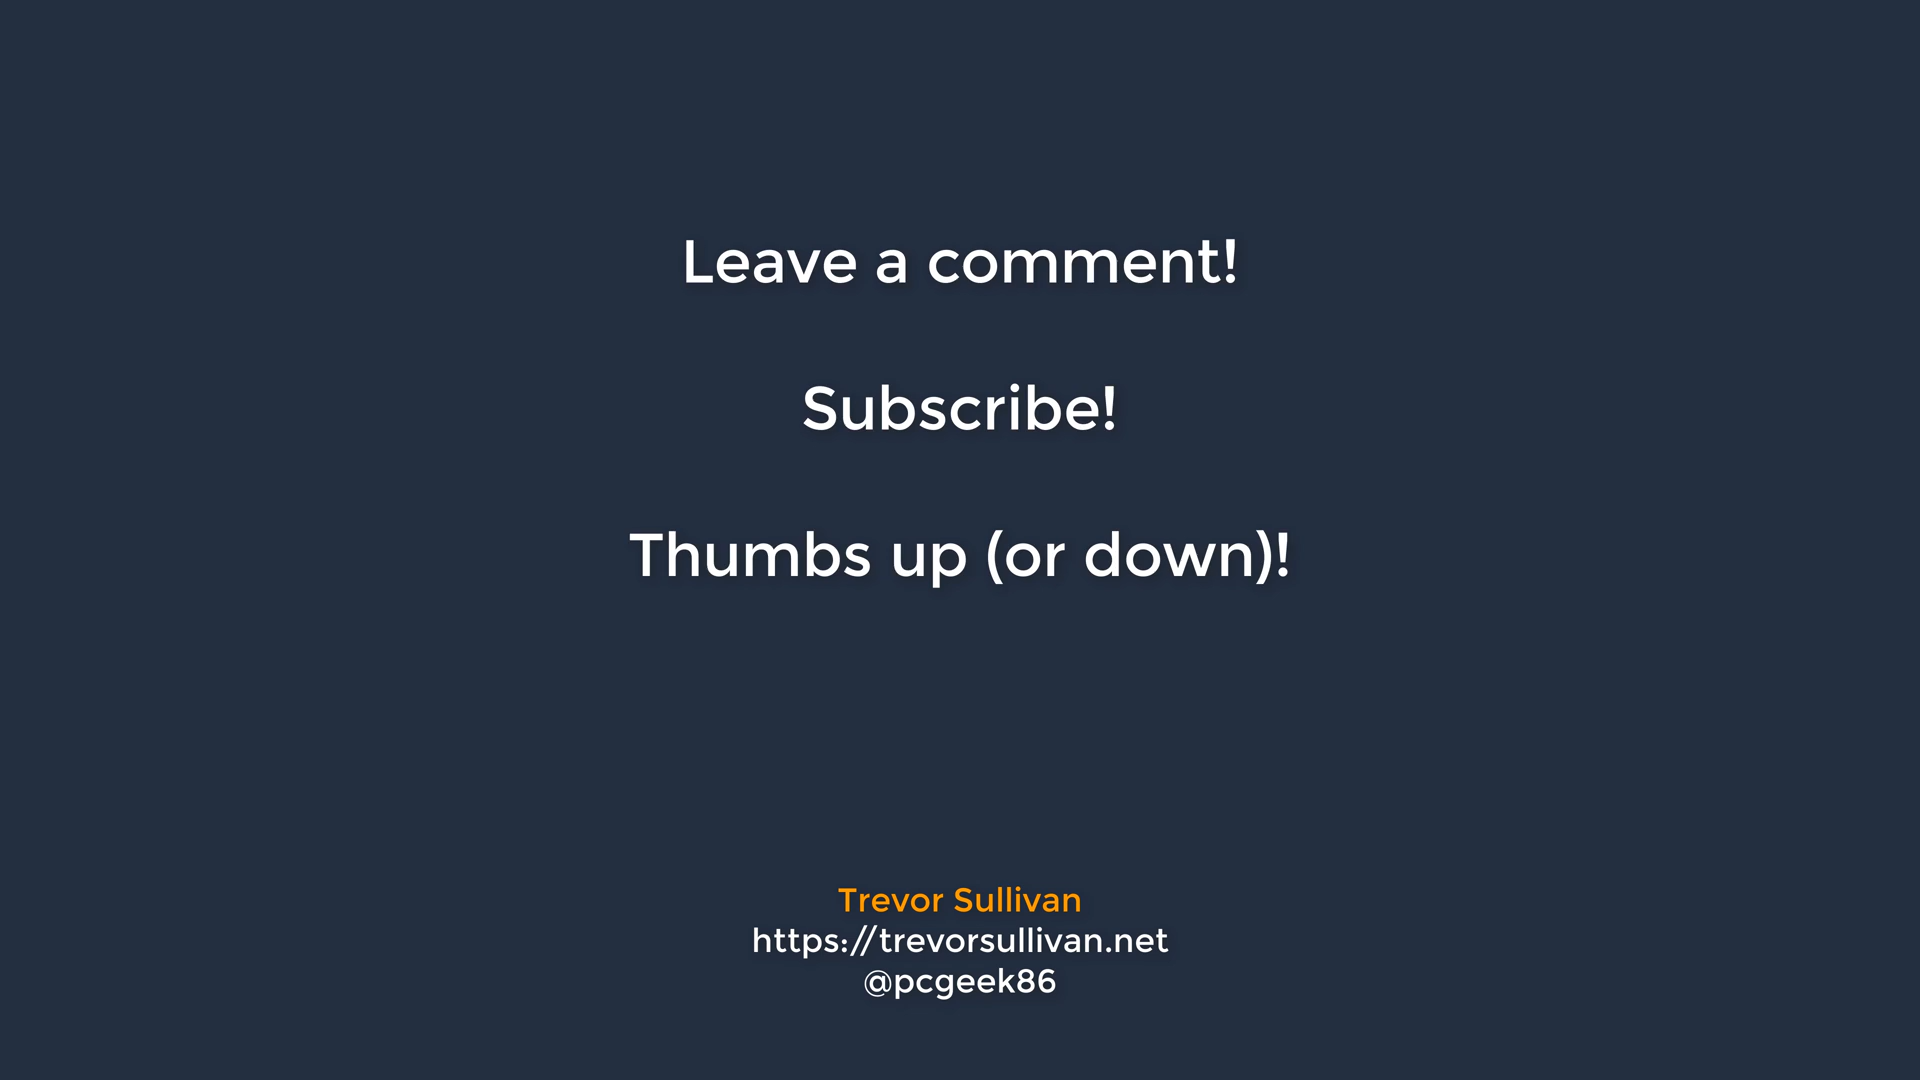 Leave a comment!
Subscribe!
Thumbs up (or down)!
Trevor Sullivan
https://trevorsullivan.net
@pcgeek86